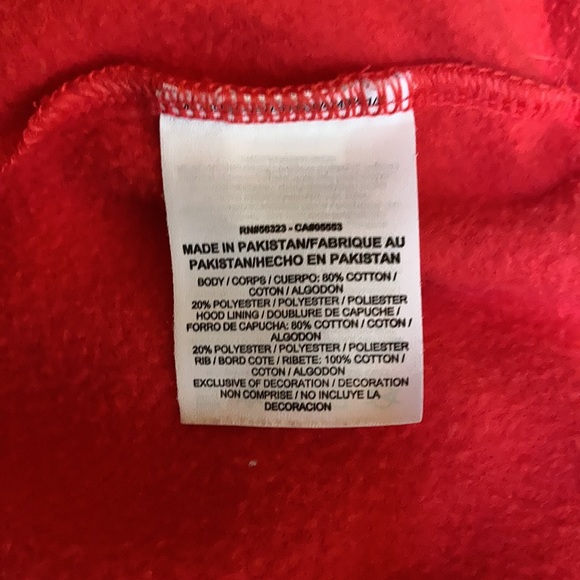 RN#56323 - CA#05553
MADE IN PAKISTAN/FABRIQUE AU
PAKISTAN/HECHO EN PAKISTAN
BODY / CORPS / CUERPO: 80% COTTON /
COTON / ALGODON
20% POLYESTER / POLYESTER / POLIESTER
HOOD LINING / DOUBLURE DE CAPUCHE /
FORRO DE CAPUCHA: 80% COTTON / COTON /
ALGODON
20% POLYESTER / POLYESTER / POLIESTER
RIB / BORD COTE / RIBETE: 100% COTTON /
COTON / ALGODON
EXCLUSIVE OF DECORATION / DECORATION
NON COMPRISE / NO INCLUYE LA
DECORACION